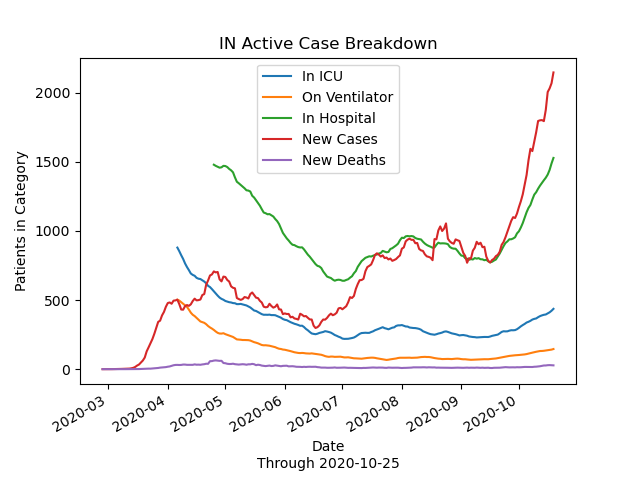 IN Active Case Breakdown
In ICU
On Ventilator
In Hospital
New Cases
New Deaths
Patients in Category
2000
1500
1000
500
0
2020-03
2020-04
2020-05
2020-06
2020-07
2020-08
2020-09
2020-10
Date
Through 2020-10-25